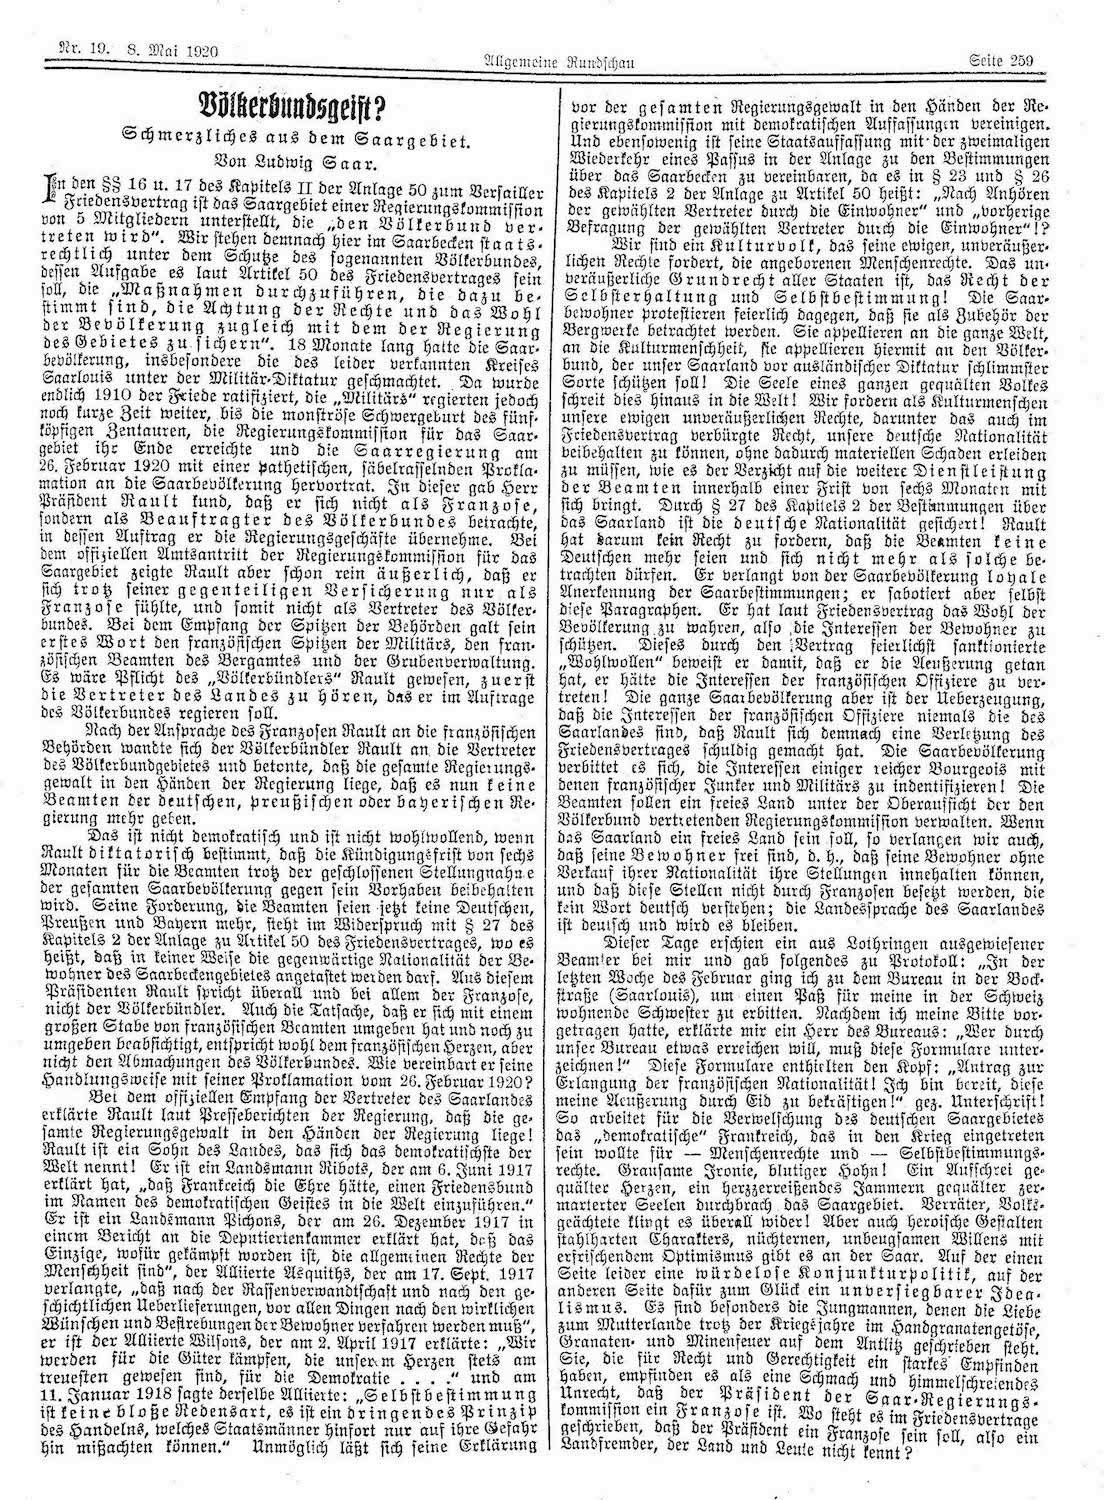 Nr. 19. 8. Mai 1920
Allgemeine Rundschau
Seite 259
Völkerbundsgeist?
Schmerzliches aus dem Saargebiet.
Von Ludwig Saar.
In den §§ 16 u. 17 des Kapitels II der Anlage 50 zum Versailler
Friedensvertrag ist das Saargebiet einer Regierungskommission
von 5 Mitgliedern unterstellt, die „den Völkerbund ver-
treten wird“. Wir stehen demnach hier im Saarbecken staats-
rechtlich unter dem Schutze des sogenannten Völkerbundes,
dessen Aufgabe es laut Artikel 50 des Friedensvertrages sein
soll, die „Maßnahmen durchzuführen, die dazu be-
stimmt sind, die Achtung der Rechte und das Wohl
der Bevölkerung zugleich mit dem der Regierung
des Gebietes zu sichern“. 18 Monate lang hatte die Saar-
bevölkerung, insbesondere die des leider verkannten Kreises
Saarlouis unter der Militär-Diktatur geschmachtet. Da wurde
endlich 1910 der Friede ratifiziert, die „Militärs“ regierten jedoch
noch kurze Zeit weiter, bis die monströse Schwergeburt des fünf-
köpfigen Zentauren, die Regierungskommission für das Saar-
gebiet ihr Ende erreichte und die Saarregierung am
26. Februar 1920 mit einer pathetischen, säbelrasselnden Prokla-
mation an die Saarbevölkerung hervortrat. In dieser gab Herr
Präsident Rault kund, daß er sich nicht als Franzose,
sondern als Beauftragter des Völkerbundes betrachte,
in dessen Auftrag er die Regierungsgeschäfte übernehme. Bei
dem offiziellen Amtsantritt der Regierungskommission für das
Saargebiet zeigte Rault aber schon rein äußerlich, daß er
sich trotz seiner gegenteiligen Versicherung nur als
Franzose fühlte, und somit nicht als Vertreter des Völker-
bundes. Bei dem Empfang der Spitzen der Behörden galt sein
erstes Wort den französischen Spitzen der Militärs, den fran-
zösischen Beamten des Bergamtes und der Grubenverwaltung.
Es wäre Pflicht des „Völkerbündlers“ Rault gewesen, zuerst
die Vertreter des Landes zu hören, das er im Auftrage
des Völkerbundes regieren soll.
Nach der Ansprache des Franzosen Rault an die französischen
Behörden wandte sich der Völkerbündler Rault an die Vertreter
des Völkerbundgebietes und betonte, daß die gesamte Regierungs-
gewalt in den Händen der Regierung liege, daß es nun keine
Beamten der deutschen, preußischen oder bayerischen Re-
gierung mehr geben.
Das ist nicht demokratisch und ist nicht wohlwollend, wenn
Rault diktatorisch bestimmt, daß die Kündigungsfrist von sechs
Monaten für die Beamten trotz der geschlossenen Stellungnahme
der gesamten Saarbevölkerung gegen sein Vorhaben beibehalten
wird. Seine Forderung, die Beamten seien jetzt keine Deutschen,
Preußen und Bayern mehr, steht im Widerspruch mit § 27 des
Kapitels 2 der Anlage zu Artikel 50 des Friedensvertrages, wo es
heißt, daß in keiner Weise die gegenwärtige Nationalität der Be-
wohner des Saarbeckengebietes angetastet werden darf. Aus diesem
Präsidenten Rault spricht überall und bei allem der Franzose,
nicht der Völkerbündler. Auch die Tatsache, daß er sich mit einem
großen Stabe von französischen Beamten umgeben hat und noch zu
umgeben beabsichtigt, entspricht wohl dem französischen Herzen, aber
nicht den Abmachungen des Völkerbundes. Wie vereinbart er seine
Handlungsweise mit seiner Proklamation vom 26. Februar 1920?
Bei dem offiziellen Empfang der Vertreter des Saarlandes
erklärte Rault laut Presseberichten der Regierung, daß die ge-
samte Regierungsgewalt in den Händen der Regierung liege!
Rault ist ein Sohn des Landes, das sich das demokratischste der
Welt nennt! Er ist ein Landsmann Ribots, der am 6. Juni 1917
erklärt hat, „daß Frankreich die Ehre hätte, einen Friedensbund
im Namen des demokratischen Geistes in die Welt einzuführen.“
Er ist ein Landsmann Pichons, der am 26. Dezember 1917 in
einem Bericht an die Deputiertenkammer erklärt hat, daß das
Einzige, wofür gekämpft worden ist, die allgemeinen Rechte der
Menschheit sind“, der Alliierte Asquiths, der am 17. Sept. 1917
verlangte, „daß nach der Rassenverwandtschaft und nach den ge-
schichtlichen Ueberlieferungen, vor allen Dingen nach den wirklichen
Wünschen und Bestrebungen der Bewohner verfahren werden muß“,
er ist der Alliierte Wilsons, der am 2. April 1917 erklärte: „Wir
werden für die Güter kämpfen, die unserem Herzen stets am
treuesten gewesen sind, für die Demokratie . . . .“ und am
11. Januar 1918 sagte derselbe Alliierte: „Selbstbestimmung
ist keine bloße Redensart, es ist ein dringendes Prinzip
des Handelns, welches Staatsmänner hinfort nur auf ihre Gefahr
hin mißachten können.“ Unmöglich läßt sich seine Erklärung
vor der gesamten Regierungsgewalt in den Händen der Re-
gierungskommission mit demokratischen Auffassungen vereinigen.
Und ebensowenig ist seine Staatsauffassung mit der zweimaligen
Wiederkehr eines Passus in der Anlage zu den Bestimmungen
über das Saarbecken zu vereinbaren, da es in § 23 und § 26
des Kapitels 2 der Anlage zu Artikel 50 heißt: „Nach Anhören
der gewählten Vertreter durch die Einwohner“ und „vorherige
Befragung der gewählten Vertreter durch die Einwohner“!?
Wir sind ein Kulturvolk, das seine ewigen, unveräußer-
lichen Rechte fordert, die angeborenen Menschenrechte. Das un-
veräußerliche Grundrecht aller Staaten ist, das Recht der
Selbsterhaltung und Selbstbestimmung! Die Saar-
bewohner protestieren feierlich dagegen, daß sie als Zubehör der
Bergwerke betrachtet werden. Sie appellieren an die ganze Welt,
an die Kulturmenschheit, sie appellieren hiermit an den Völker-
bund, der unser Saarland vor ausländischer Diktatur schlimmster
Sorte schützen soll! Die Seele eines ganzen gequälten Volkes
schreit dies hinaus in die Welt! Wir fordern als Kulturmenschen
unsere ewigen unveräußerlichen Rechte, darunter das auch im
Friedensvertrag verbürgte Recht, unsere deutsche Nationalität
beibehalten zu können, ohne dadurch materiellen Schaden erleiden
zu müssen, wie es der Verzicht auf die weitere Dienstleistung
der Beamten innerhalb einer Frist von sechs Monaten mit
sich bringt. Durch § 27 des Kapitels 2 der Bestimmungen über
das Saarland ist die deutsche Nationalität gesichert! Rault
hat darum kein Recht zu fordern, daß die Beamten keine
Deutschen mehr seien und sich nicht mehr als solche be-
trachten dürfen. Er verlangt von der Saarbevölkerung loyale
Anerkennung der Saarbestimmungen; er sabotiert aber selbst
diese Paragraphen. Er hat laut Friedensvertrag das Wohl der
Bevölkerung zu wahren, also die Interessen der Bewohner zu
schützen. Dieses durch den Vertrag feierlichst sanktionierte
„Wohlwollen“ beweist er damit, daß er die Aeußerung getan
hat, er hätte die Interessen der französischen Offiziere zu ver-
treten! Die ganze Saarbevölkerung aber ist der Ueberzeugung,
daß die Interessen der französischen Offiziere niemals die des
Saarlandes sind, daß Rault sich demnach eine Verletzung des
Friedensvertrages schuldig gemacht hat. Die Saarbevölkerung
verbittet es sich, die Interessen einiger reicher Bourgeois mit
denen französischer Junker und Militärs zu indentifizieren! Die
Beamten sollen ein freies Land unter der Oberaufsicht der den
Völkerbund vertretenden Regierungskommission verwalten. Wenn
das Saarland ein freies Land sein soll, so verlangen wir auch,
daß seine Bewohner frei sind, d. h., daß seine Bewohner ohne
Verkauf ihrer Nationalität ihre Stellungen innehalten können,
und daß diese Stellen nicht durch Franzosen besetzt werden, die
kein Wort deutsch verstehen; die Landessprache des Saarlandes
ist deutsch und wird es bleiben.
Dieser Tage erschien ein aus Lothringen ausgewiesener
Beamter bei mir und gab folgendes zu Protokoll: „In der
letzten Woche des Februar ging ich zu dem Bureau in der Bock-
straße (Saarlouis), um einen Paß für meine in der Schweiz
wohnende Schwester zu erbitten. Nachdem ich meine Bitte vor-
getragen hatte, erklärte mir ein Herr des Bureaus: „Wer durch
unser Bureau etwas erreichen will, muß diese Formulare unter-
zeichnen!“ Diese Formulare enthielten den Kopf: „Antrag zur
Erlangung der französischen Nationalität! Ich bin bereit, diese
meine Aeußerung durch Eid zu bekräftigen!“ gez. Unterschrift!
So arbeitet für die Verwelschung des deutschen Saargebietes
das „demokratische“ Frankreich, das in den Krieg eingetreten
sein wollte für — Menschenrechte und — Selbstbestimmungs-
rechte. Grausame Ironie, blutiger Hohn! Ein Aufschrei ge-
quälter Herzen, ein herzzerreißendes Jammern gequälter zer-
marterter Seelen durchbrach das Saargebiet. Verräter, Volks-
geächtete klingt es überall wider! Aber auch heroische Gestalten
stahlharten Charakters, nüchternen, unbeugsamen Willens mit
erfrischendem Optimismus gibt es an der Saar. Auf der einen
Seite leider eine würdelose Konjunkturpolitik, auf der
anderen Seite dafür zum Glück ein unversiegbarer Idea-
lismus. Es sind besonders die Jungmannen, denen die Liebe
zum Mutterlande trotz der Kriegsjahre im Handgranatengetöse,
Granaten- und Minenfeuer auf dem Antlitz geschrieben steht.
Sie, die für Recht und Gerechtigkeit ein starkes Empfinden
haben, empfinden es als eine Schmach und himmelschreiendes
Unrecht, daß der Präsident der Saar-Regierungs-
kommission ein Franzose ist. Wo steht es im Friedensvertrage
geschrieben, daß der Präsident ein Franzose sein soll, also ein
Landfremder, der Land und Leute nicht kennt?